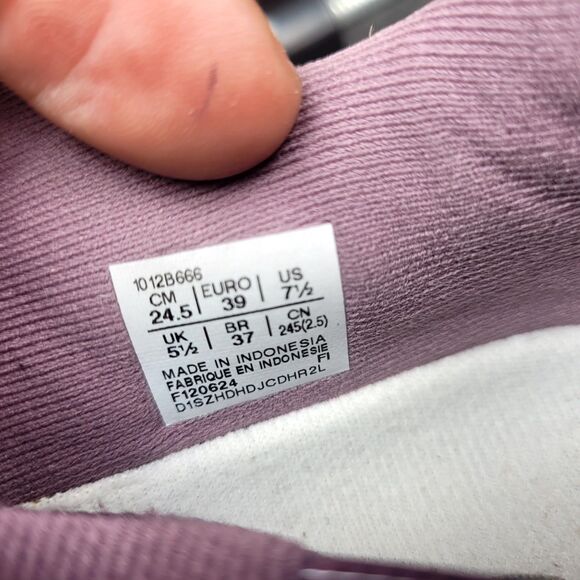 1012B666
CM EURO US
24.5 39 7½
UK BR CN
5½ 37 245(2.5)
MADE IN INDONESIA
FABRIQUE EN INDONESIE
F120624 FI
D1SZHDHDJCDHR2L